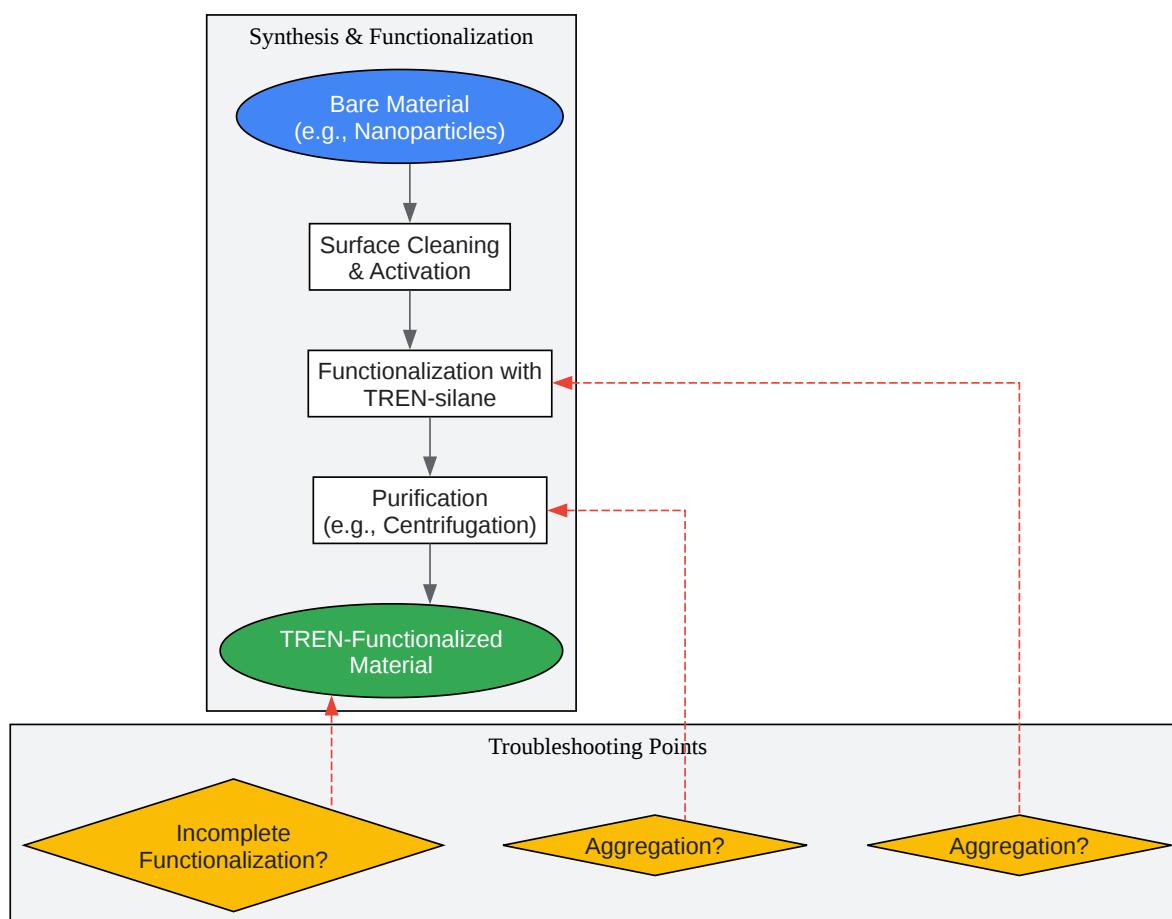 Synthesis & Functionalization
Bare Material
(e.g., Nanoparticles)
Surface Cleaning
& Activation
Functionalization with
TREN-silane
Purification
(e.g., Centrifugation)
TREN-Functionalized
Material
Troubleshooting Points
Incomplete
Functionalization?
Aggregation?
Aggregation?